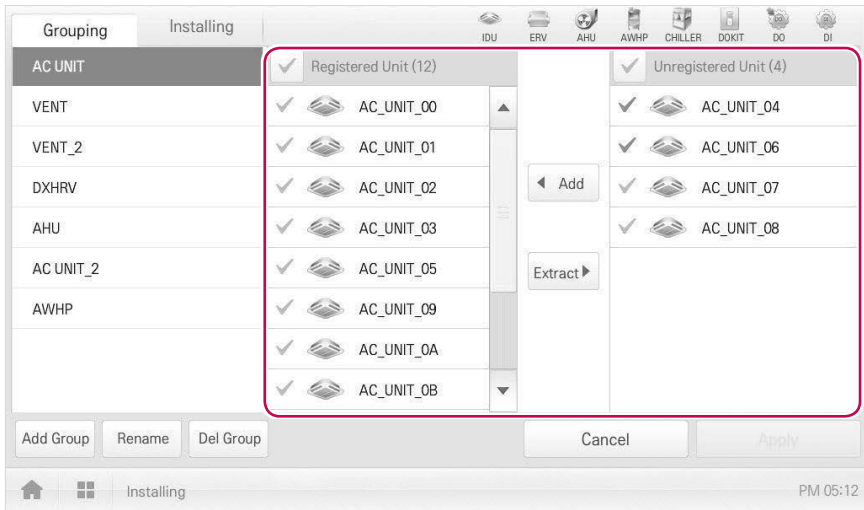 Grouping
Installing
IDU
ERV
AHU
AWHP
CHILLER
DOKIT
DO
DI
AC UNIT
VENT
VENT_2
DXHRV
AHU
AC UNIT_2
AWHP
Registered Unit (12)
AC_UNIT_00
AC_UNIT_01
AC_UNIT_02
AC_UNIT_03
AC_UNIT_05
AC_UNIT_09
AC_UNIT_0A
AC_UNIT_0B
Add
Extract
Unregistered Unit (4)
AC_UNIT_04
AC_UNIT_06
AC_UNIT_07
AC_UNIT_08
Add Group
Rename
Del Group
Cancel
Apply
Installing
PM 05:12